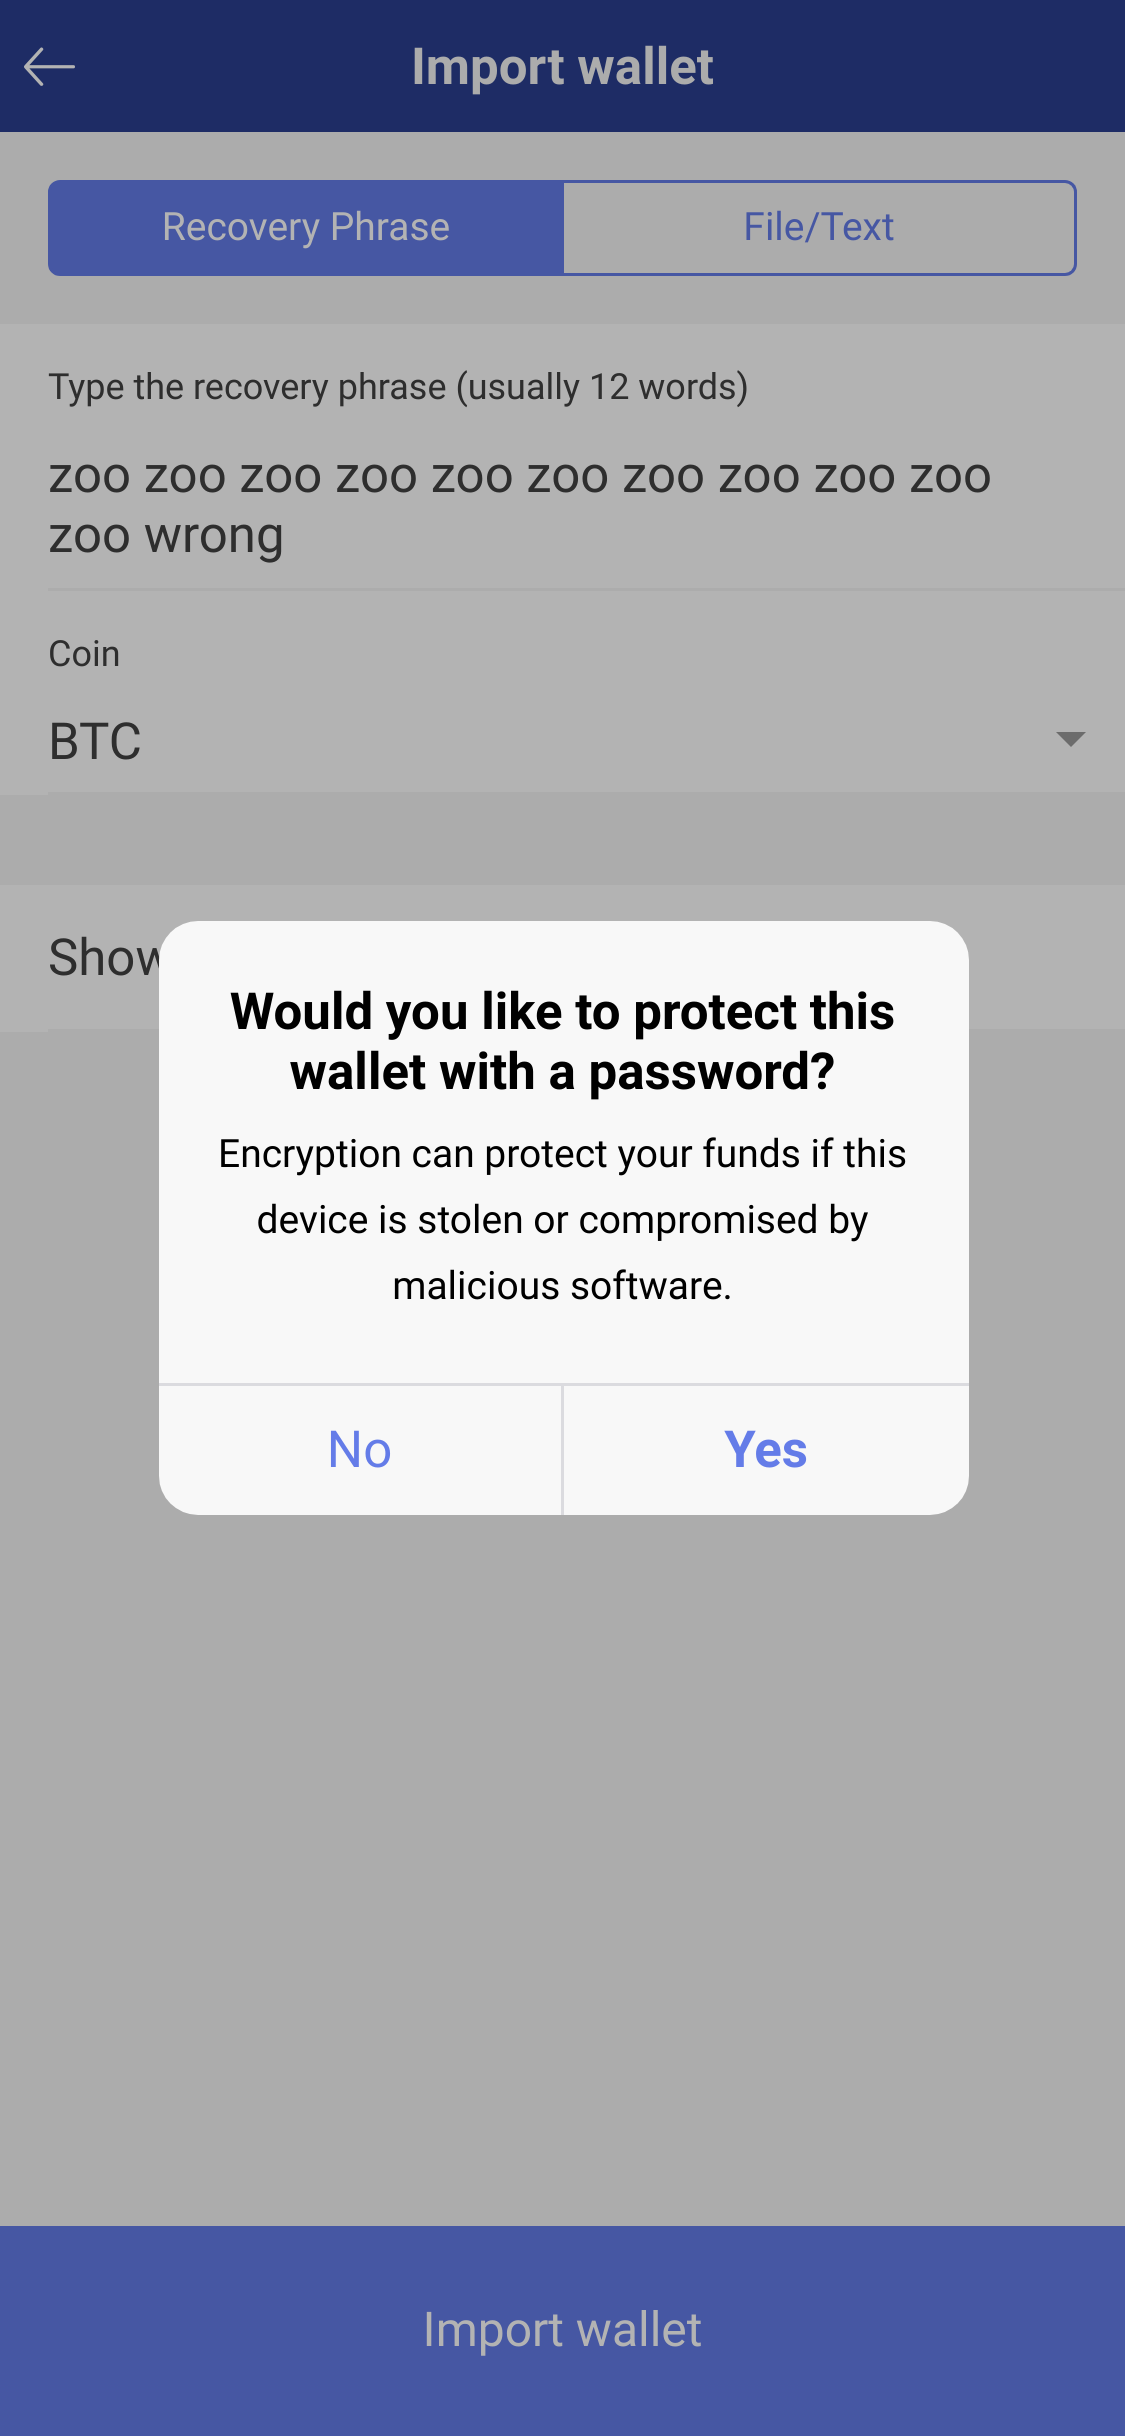 Import wallet
Recovery Phrase
File/Text
Type the recovery phrase (usually 12 words)
zoo zoo zoo zoo zoo zoo zoo zoo zoo zoo
zoo wrong
Coin
BTC
Show
Would you like to protect this
wallet with a password?
Encryption can protect your funds if this
device is stolen or compromised by
malicious software.
No
Yes
Import wallet